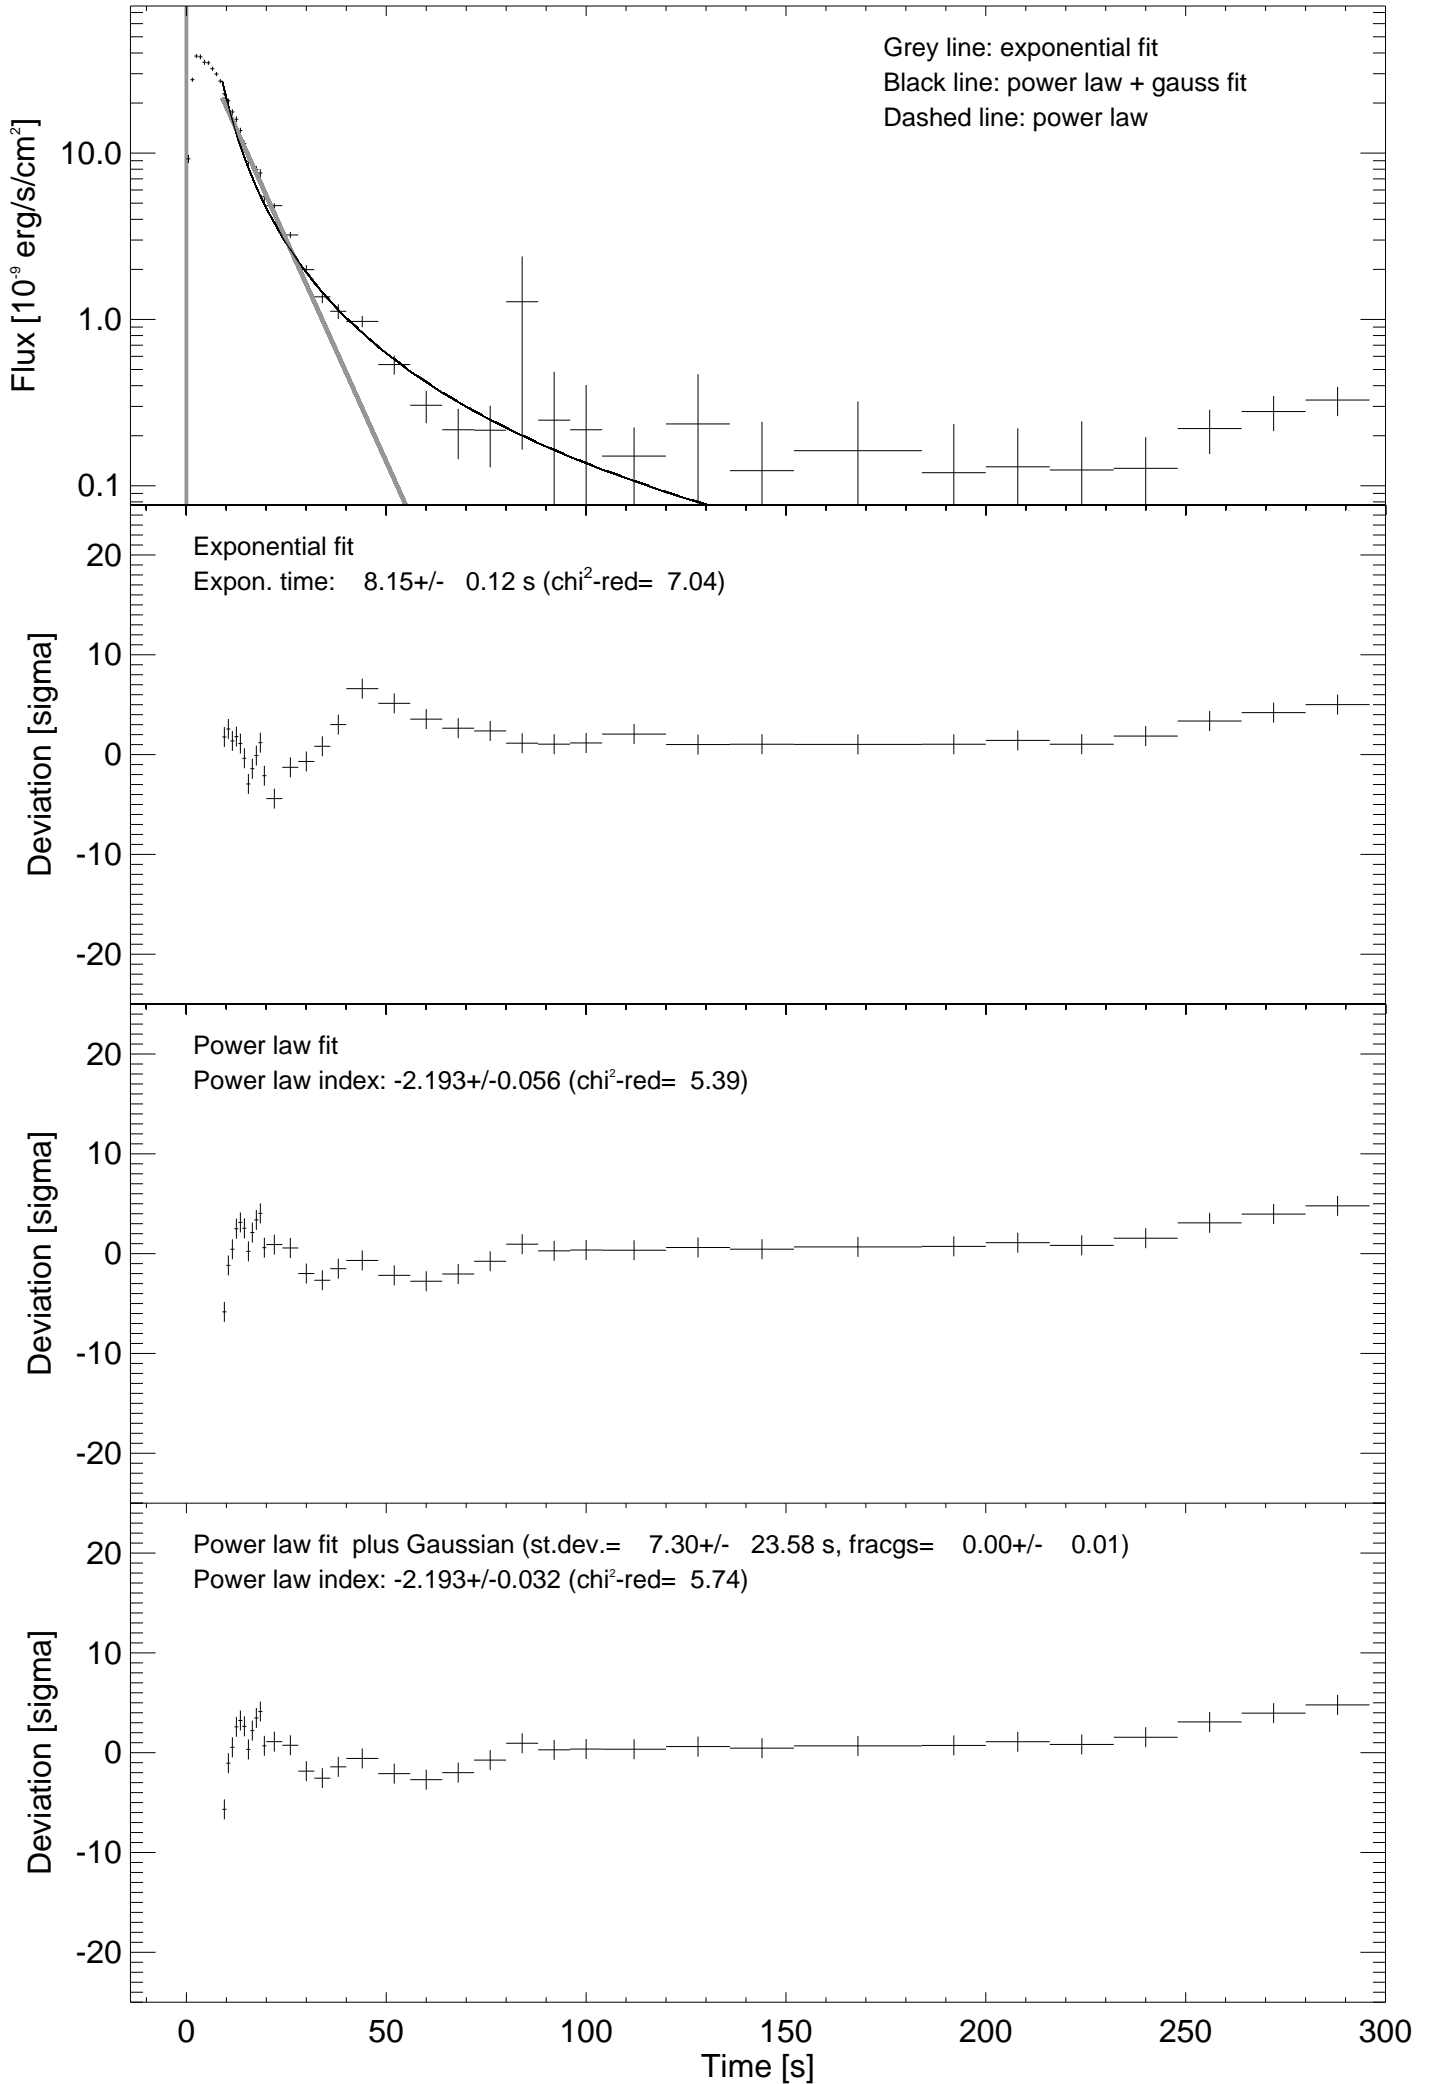 Grey line: exponential fit
Black line: power law + gauss fit
Dashed line: power law
Flux [10⁻⁹ erg/s/cm²]
10.0
1.0
0.1
Exponential fit
Expon. time: 8.15+/- 0.12 s (chi²-red= 7.04)
Deviation [sigma]
20
10
0
-10
-20
Power law fit
Power law index: -2.193+/-0.056 (chi²-red= 5.39)
Deviation [sigma]
20
10
0
-10
-20
Power law fit plus Gaussian (st.dev.= 7.30+/- 23.58 s, fracgs= 0.00+/- 0.01)
Power law index: -2.193+/-0.032 (chi²-red= 5.74)
Deviation [sigma]
20
10
0
-10
-20
0 50 100 150 200 250 300
Time [s]